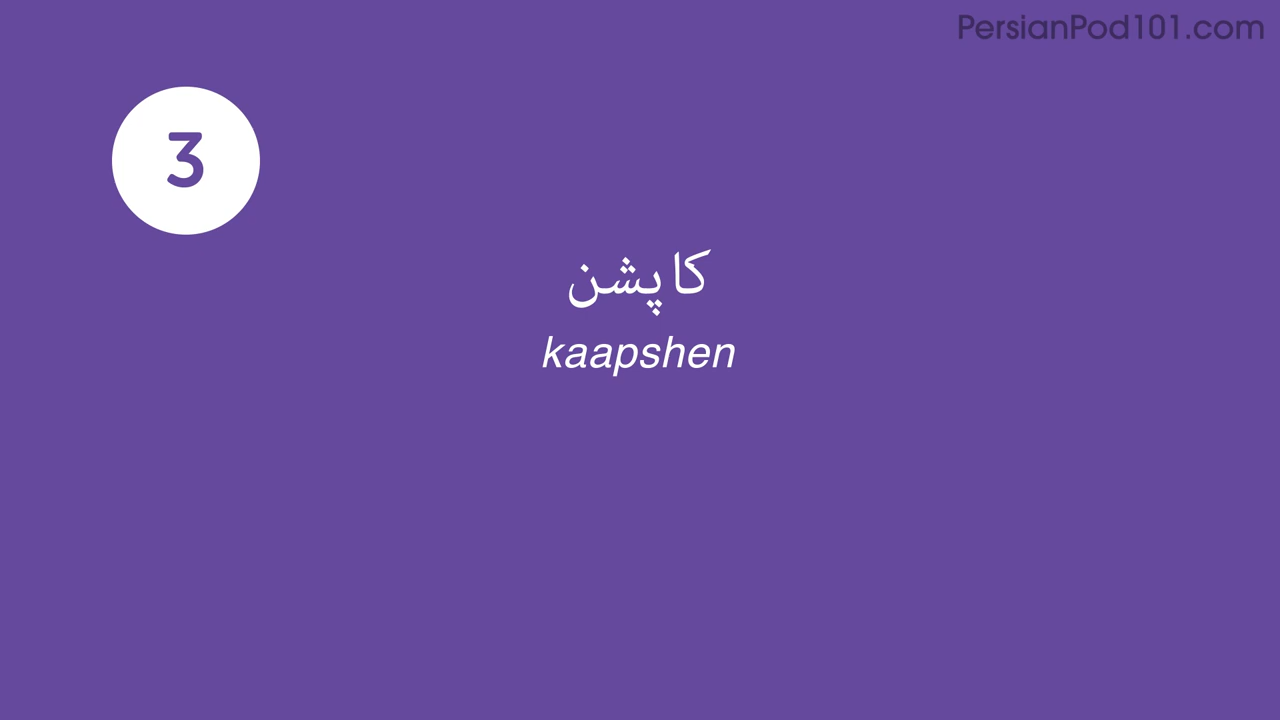 PersianPod101.com
3
کاپشن
kaapshen